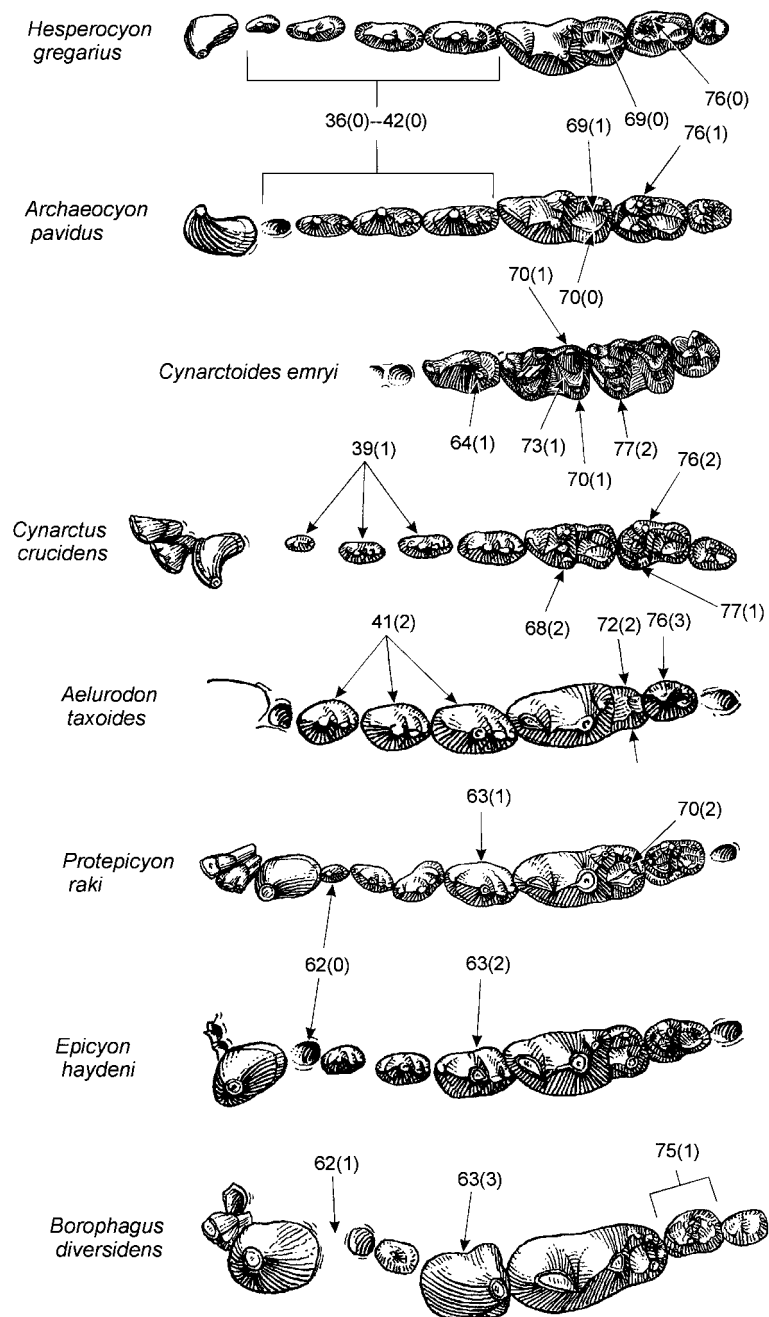 Hesperocyon
gregarius
76(0)
69(0)
36(0)--42(0)
69(1)
76(1)
Archaeocyon
pavidus
70(1)
70(0)
Cynarctoides emryi
64(1)
73(1)
77(2)
70(1)
39(1)
76(2)
Cynarctus
crucidens
68(2)
77(1)
72(2)
76(3)
41(2)
Aelurodon
taxoides
63(1)
70(2)
Protepicyon
raki
62(0)
63(2)
Epicyon
haydeni
62(1)
63(3)
75(1)
Borophagus
diversidens